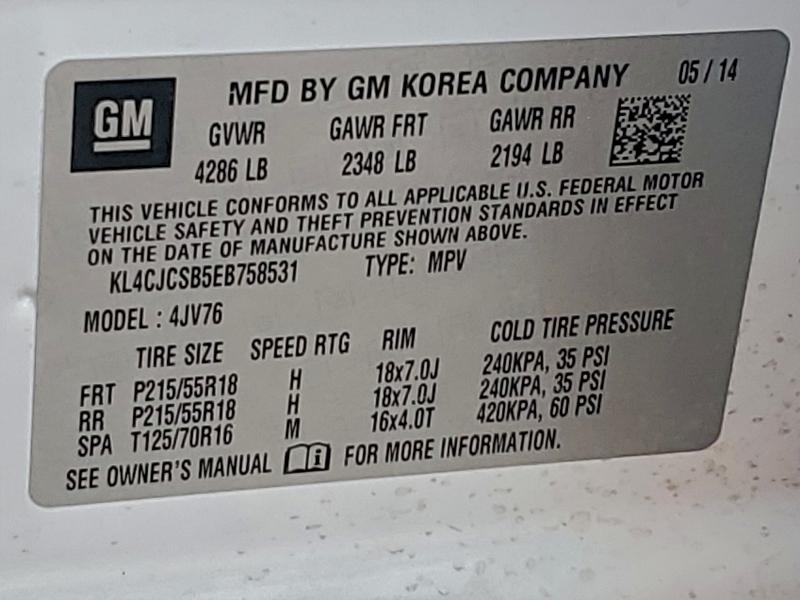 GM
MFD BY GM KOREA COMPANY 05 / 14
GVWR GAWR FRT GAWR RR
4286 LB 2348 LB 2194 LB
THIS VEHICLE CONFORMS TO ALL APPLICABLE U.S. FEDERAL MOTOR
VEHICLE SAFETY AND THEFT PREVENTION STANDARDS IN EFFECT
ON THE DATE OF MANUFACTURE SHOWN ABOVE.
KL4CJCSB5EB758531 TYPE: MPV
MODEL : 4JV76
TIRE SIZE SPEED RTG RIM COLD TIRE PRESSURE
FRT P215/55R18 H 18x7.0J 240KPA, 35 PSI
RR P215/55R18 H 18x7.0J 240KPA, 35 PSI
SPA T125/70R16 M 16x4.0T 420KPA, 60 PSI
SEE OWNER'S MANUAL i FOR MORE INFORMATION.